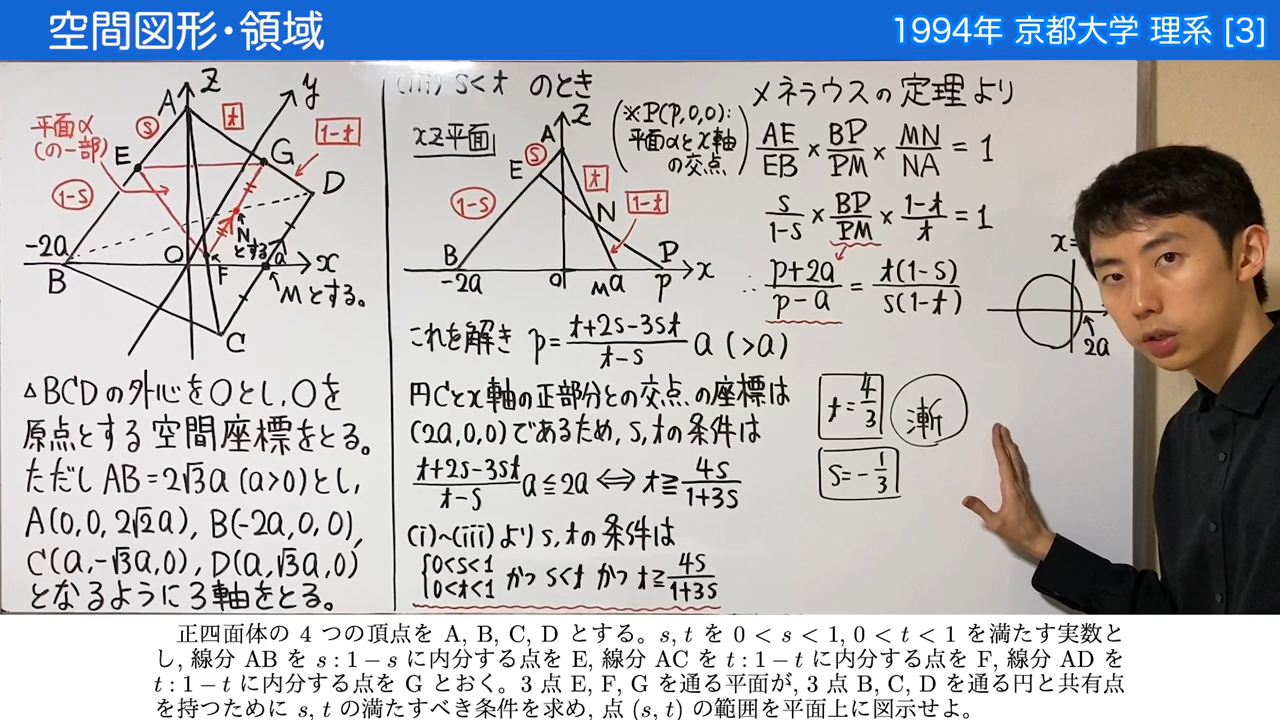 空間図形・領域
1994年 京都大学 理系 [3]
平面α
(の一部)
A
z
y
s
t
1-t
E
G
D
1-s
-2a
B
O
N
とする
F
a
x
Mとする。
C
△BCDの外心をOとし,Oを
原点とする空間座標をとる。
ただしAB=2√3a (a>0)とし,
A(0,0,2√2a), B(-2a,0,0),
C(a,-√3a,0), D(a,√3a,0)
となるように3軸をとる。
(iii) s<t のとき
xz平面
z
A
E
s
t
1-s
1-t
N
B
P
-2a
O
M
a
p
x
(※P(p,0,0):
平面αとx軸
の交点)
これを解き p=(t+2s-3st)/(t-s) a (>a)
円Cとx軸の正部分との交点の座標は
(2a,0,0)であるため,s,tの条件は
(t+2s-3st)/(t-s) a≦2a⇔t≧4s/(1+3s)
(i)~(iii)よりs,tの条件は
{0<s<1
0<t<1 かつ s<t かつ t≧4s/(1+3s)
メネラウスの定理より
AE/EB×BP/PM×MN/NA=1
s/(1-s)×BP/PM×(1-t)/t=1
∴(p+2a)/(p-a)=t(1-s)/s(1-t)
x=
2a
t=4/3
漸
s=-1/3
正四面体の 4 つの頂点を A, B, C, D とする。s, t を 0 < s < 1, 0 < t < 1 を満たす実数と
し, 線分 AB を s : 1 − s に内分する点を E, 線分 AC を t : 1 − t に内分する点を F, 線分 AD を
t : 1 − t に内分する点を G とおく。3 点 E, F, G を通る平面が, 3 点 B, C, D を通る円と共有点
を持つために s, t の満たすべき条件を求め, 点 (s, t) の範囲を平面上に図示せよ。